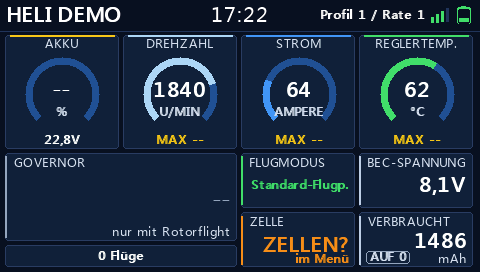 HELI DEMO 17:22 Profil 1 / Rate 1
AKKU DREHZAHL STROM REGLERTEMP.
-- 1840 64 62
% U/MIN AMPERE °C
22,8V MAX -- MAX -- MAX --
GOVERNOR FLUGMODUS BEC-SPANNUNG
-- Standard-Flugp. 8,1V
nur mit Rotorflight
ZELLE VERBRAUCHT
ZELLEN? 1486
im Menü AUF 0 mAh
0 Flüge